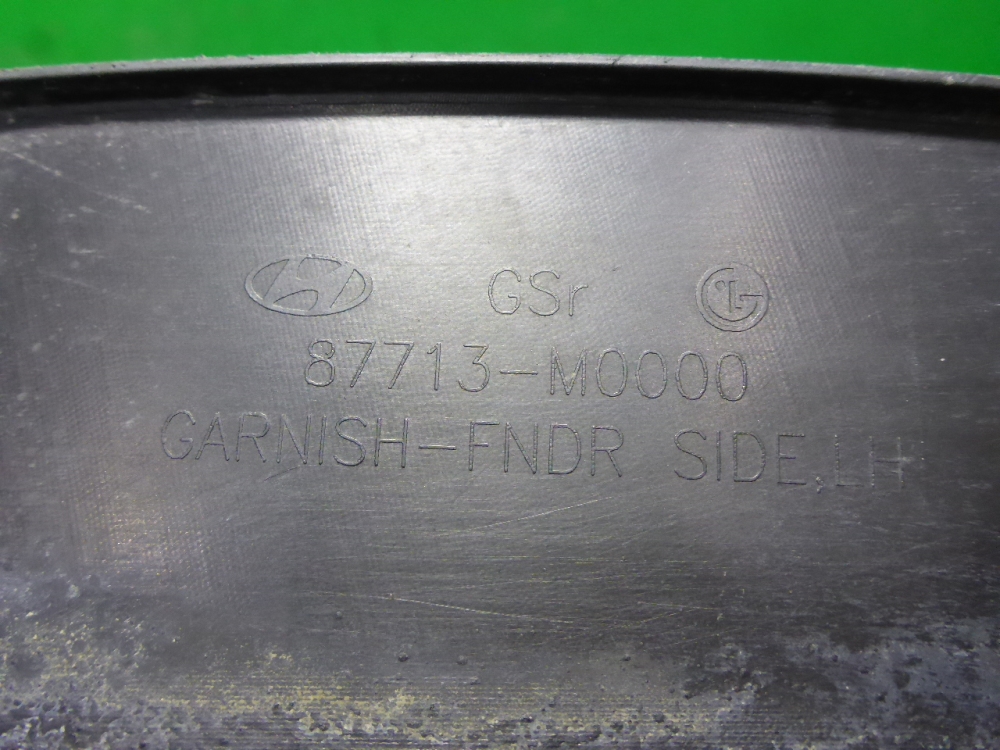 GSr
87713-M0000
GARNISH-FNDR SIDE,LH